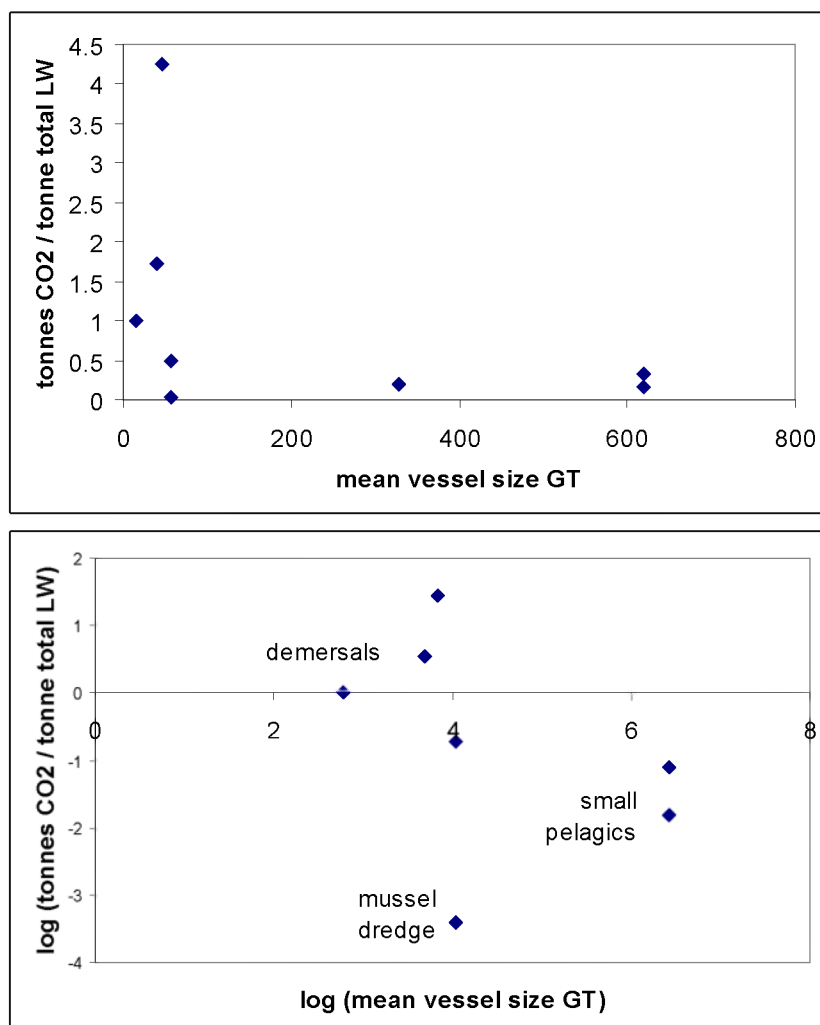 4.5
4
3.5
3
2.5
2
1.5
1
0.5
0
0 200 400 600 800
tonnes CO2 / tonne total LW
mean vessel size GT
2
1
0
-1
-2
-3
-4
0 2 4 6 8
log (tonnes CO2 / tonne total LW)
demersals
small
pelagics
mussel
dredge
log (mean vessel size GT)